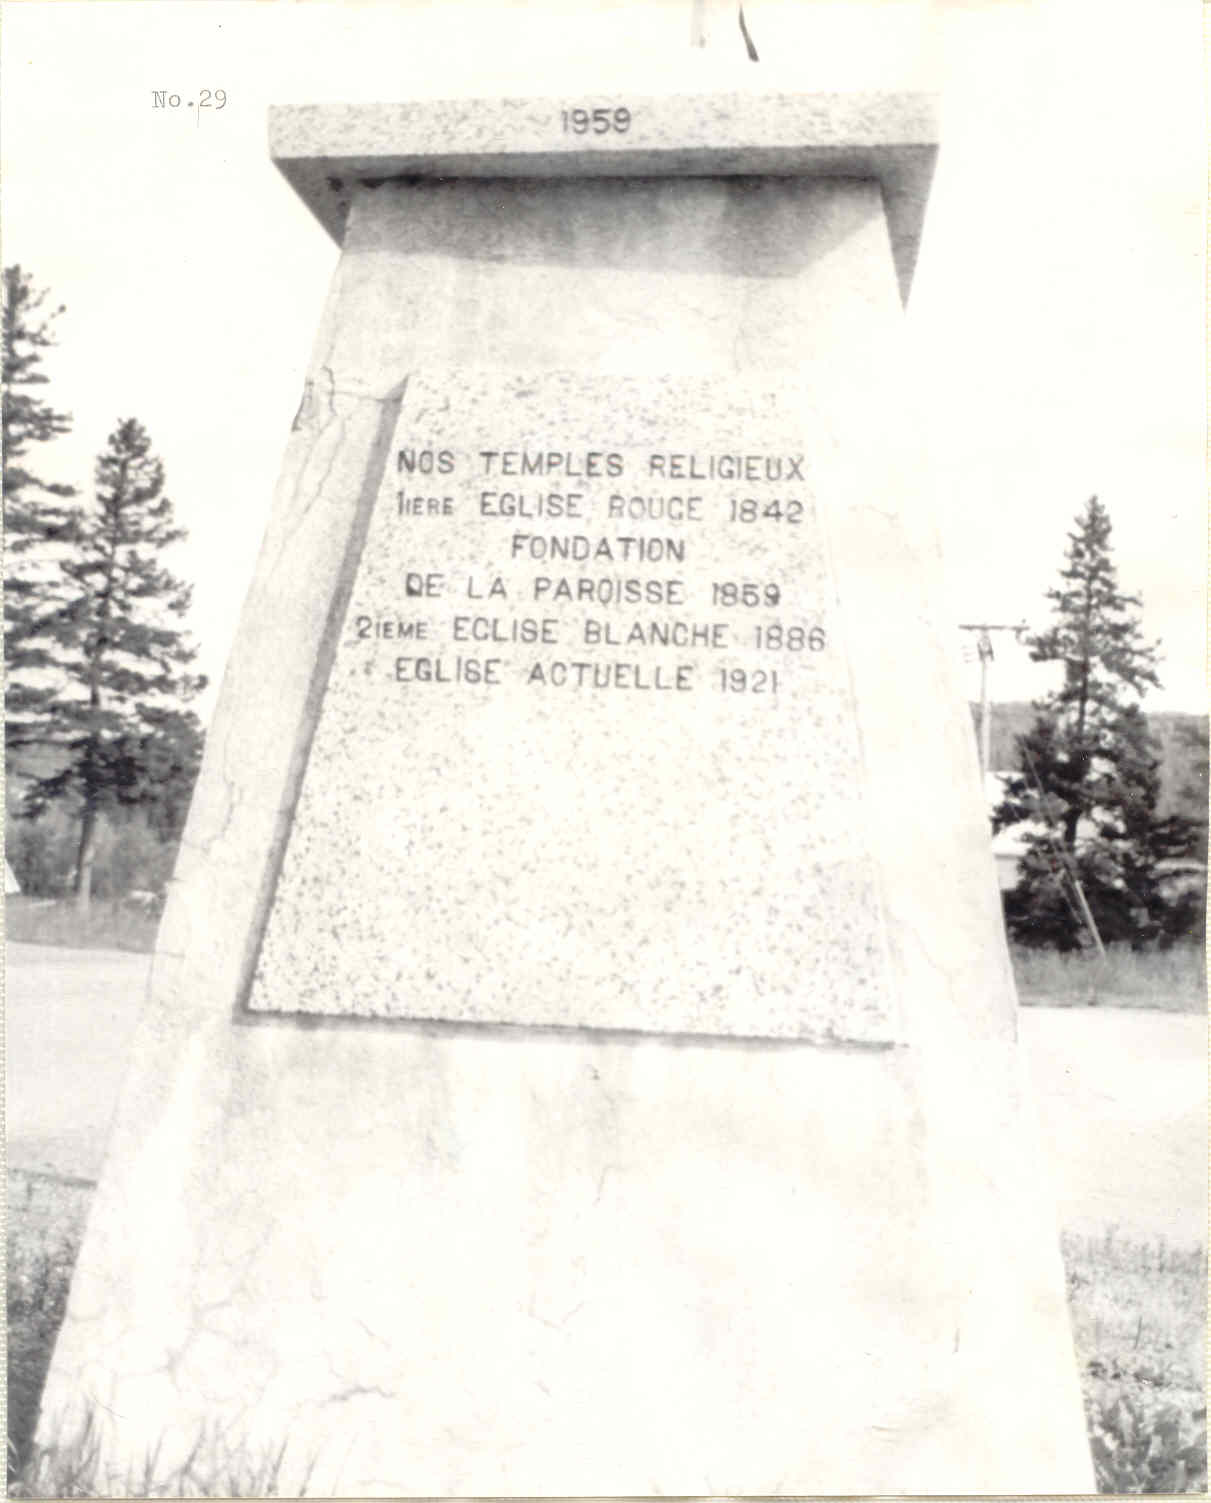 No.29
1959
NOS TEMPLES RELIGIEUX
1IERE EGLISE ROUGE 1842
FONDATION
DE LA PAROISSE 1859
2IEME EGLISE BLANCHE 1886
EGLISE ACTUELLE 1921